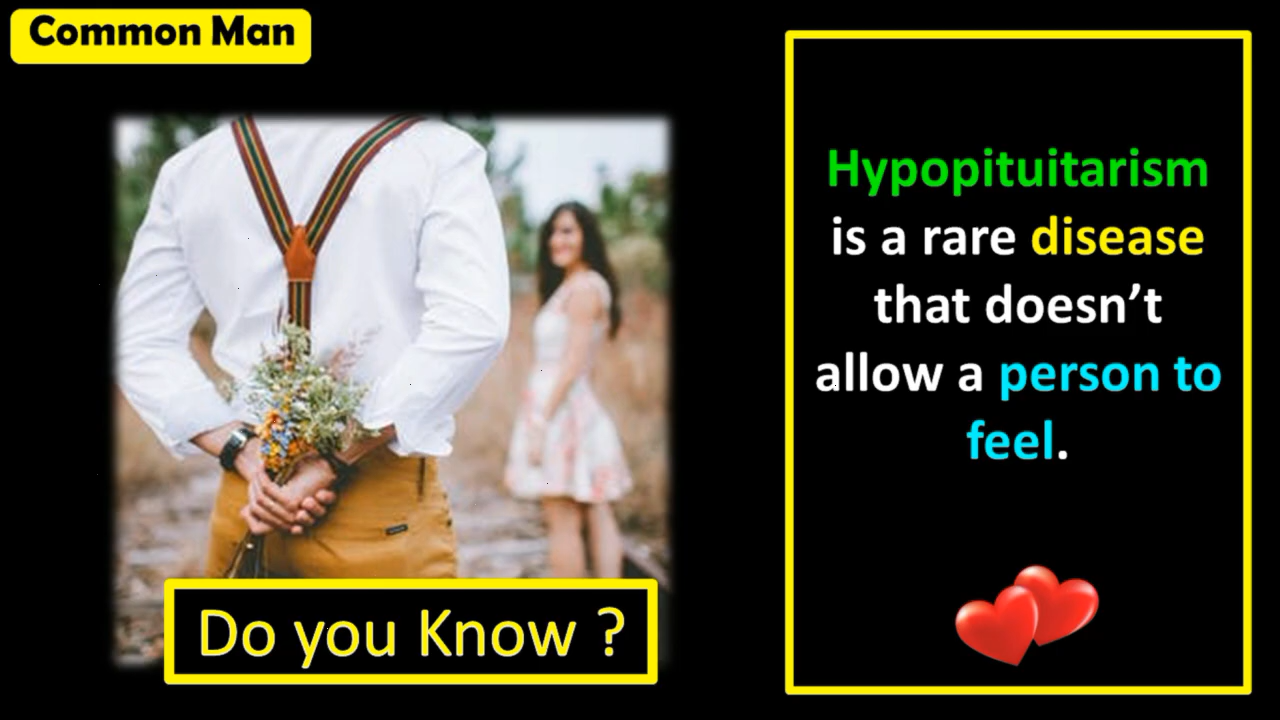 Common Man
Hypopituitarism
is a rare disease
that doesn’t
allow a person to
feel.
Do you Know ?